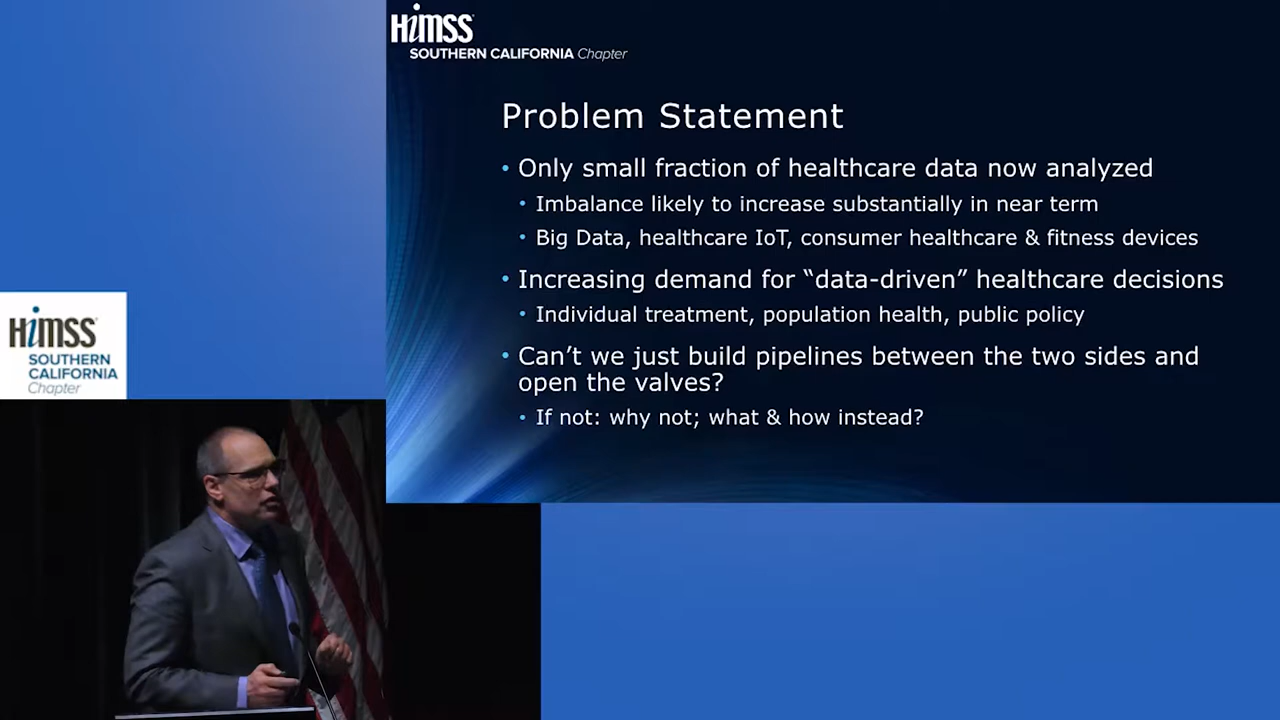 HiMSS
SOUTHERN CALIFORNIA Chapter
Problem Statement
• Only small fraction of healthcare data now analyzed
• Imbalance likely to increase substantially in near term
• Big Data, healthcare IoT, consumer healthcare & fitness devices
• Increasing demand for “data-driven” healthcare decisions
• Individual treatment, population health, public policy
• Can’t we just build pipelines between the two sides and
open the valves?
• If not: why not; what & how instead?
HiMSS
SOUTHERN
CALIFORNIA
Chapter